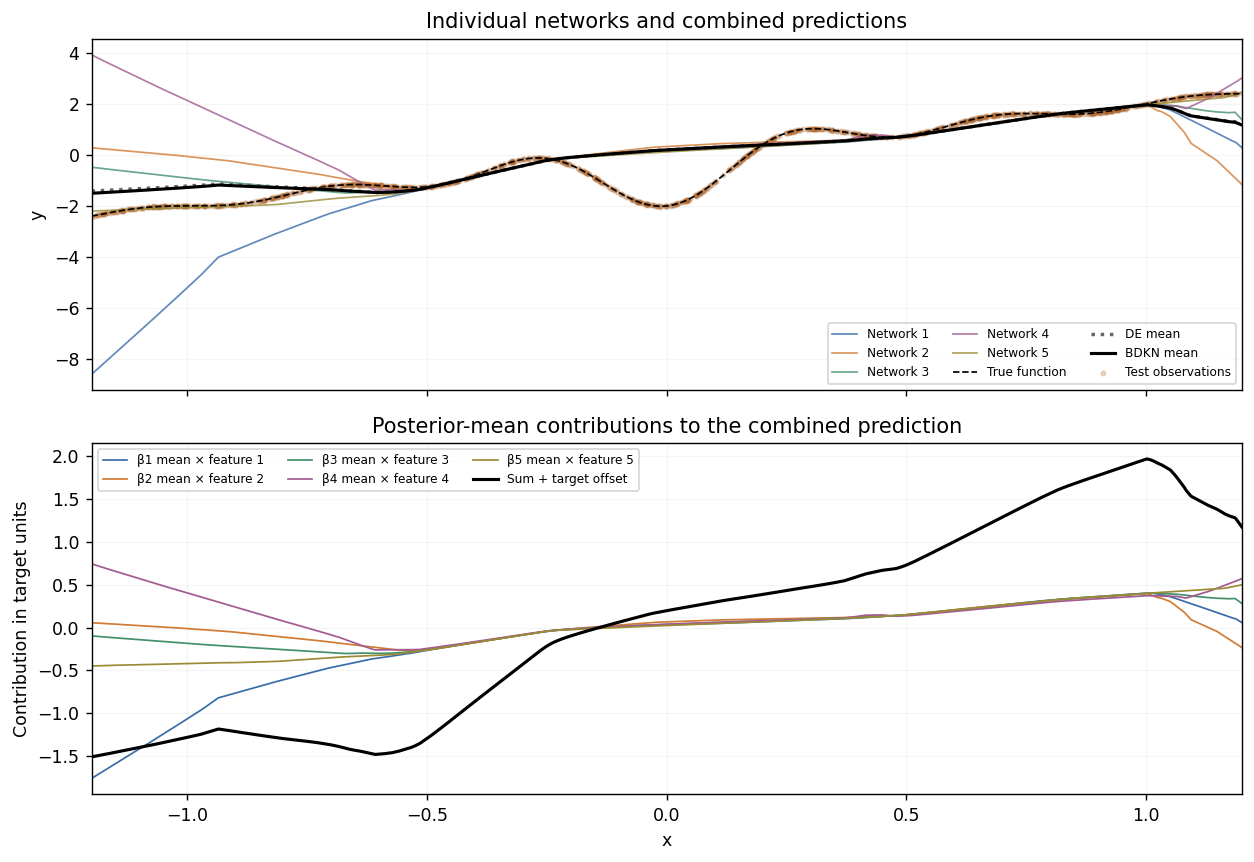 Individual networks and combined predictions
4
2
0
−2
−4
−6
−8
y
Network 1
Network 2
Network 3
Network 4
Network 5
True function
DE mean
BDKN mean
Test observations
Posterior-mean contributions to the combined prediction
2.0
1.5
1.0
0.5
0.0
−0.5
−1.0
−1.5
Contribution in target units
β1 mean × feature 1
β2 mean × feature 2
β3 mean × feature 3
β4 mean × feature 4
β5 mean × feature 5
Sum + target offset
−1.0
−0.5
0.0
0.5
1.0
x